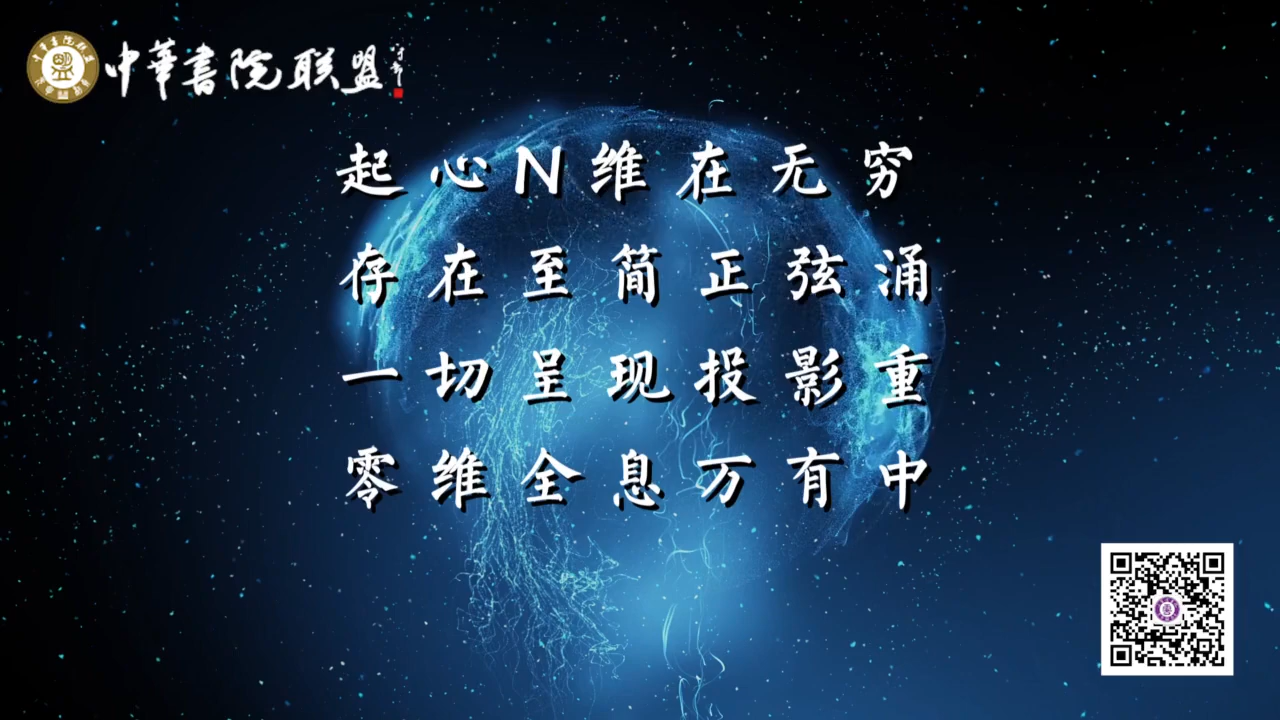 中華書院联盟
起心N维在无穷
存在至简正弦涌
一切呈现投影重
零维全息万有中